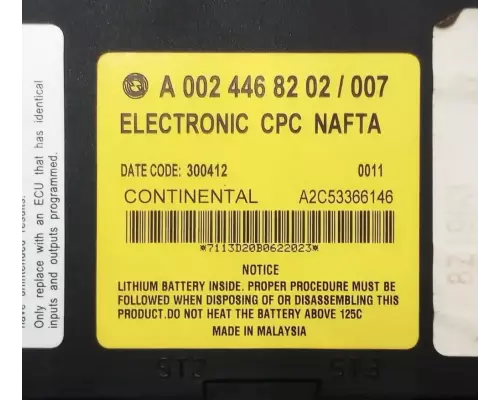 A 002 446 82 02 / 007
ELECTRONIC CPC NAFTA
DATE CODE: 300412 0011
CONTINENTAL A2C53366146
*7113D20B0622023*
NOTICE
LITHIUM BATTERY INSIDE. PROPER PROCEDURE MUST BE
FOLLOWED WHEN DISPOSING OF OR DISASSEMBLING THIS
PRODUCT.DO NOT HEAT THE BATTERY ABOVE 125C
MADE IN MALAYSIA
Only replace with an ECU that has identical
inputs and outputs programmed.